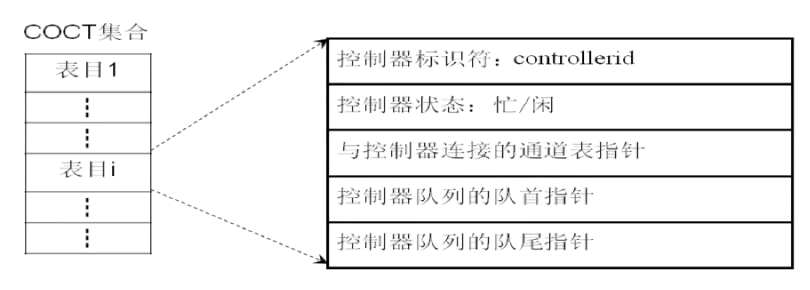 COCT集合
表目1
表目i
控制器标识符：controllerid
控制器状态：忙/闲
与控制器连接的通道表指针
控制器队列的队首指针
控制器队列的队尾指针